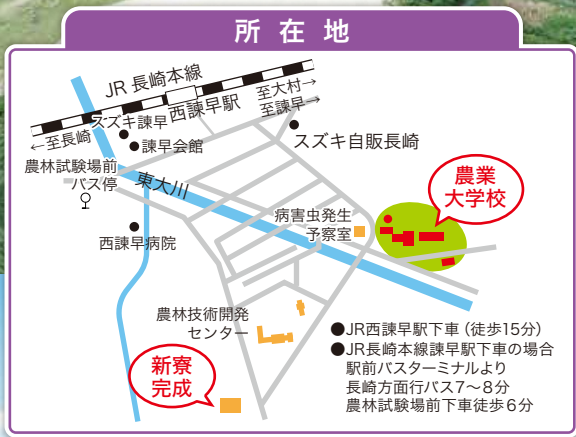 所在地
JR長崎本線
西諫早駅
至大村→
至諫早→
←至長崎
スズキ諫早
諫早会館
スズキ自販長崎
農林試験場前
バス停
東大川
農業
大学校
病害虫発生
予察室
西諫早病院
農林技術開発
センター
新寮
完成
●JR西諫早駅下車(徒歩15分)
●JR長崎本線諫早駅下車の場合
駅前バスターミナルより
長崎方面行バス7〜8分
農林試験場前下車徒歩6分